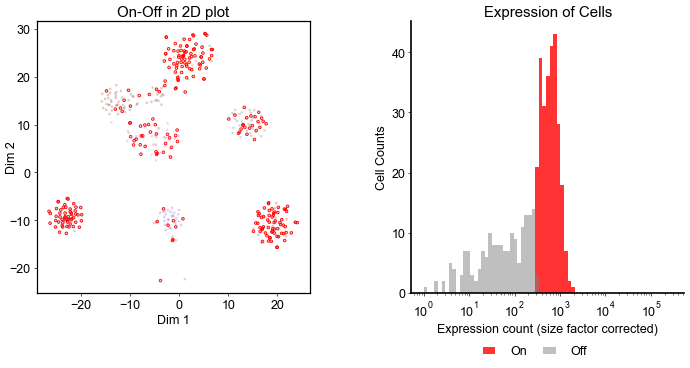 On-Off in 2D plot
30
20
10
0
−10
−20
Dim 2
−20
−10
0
10
20
Dim 1
Expression of Cells
40
30
20
10
0
Cell Counts
10^0
10^1
10^2
10^3
10^4
10^5
Expression count (size factor corrected)
On
Off